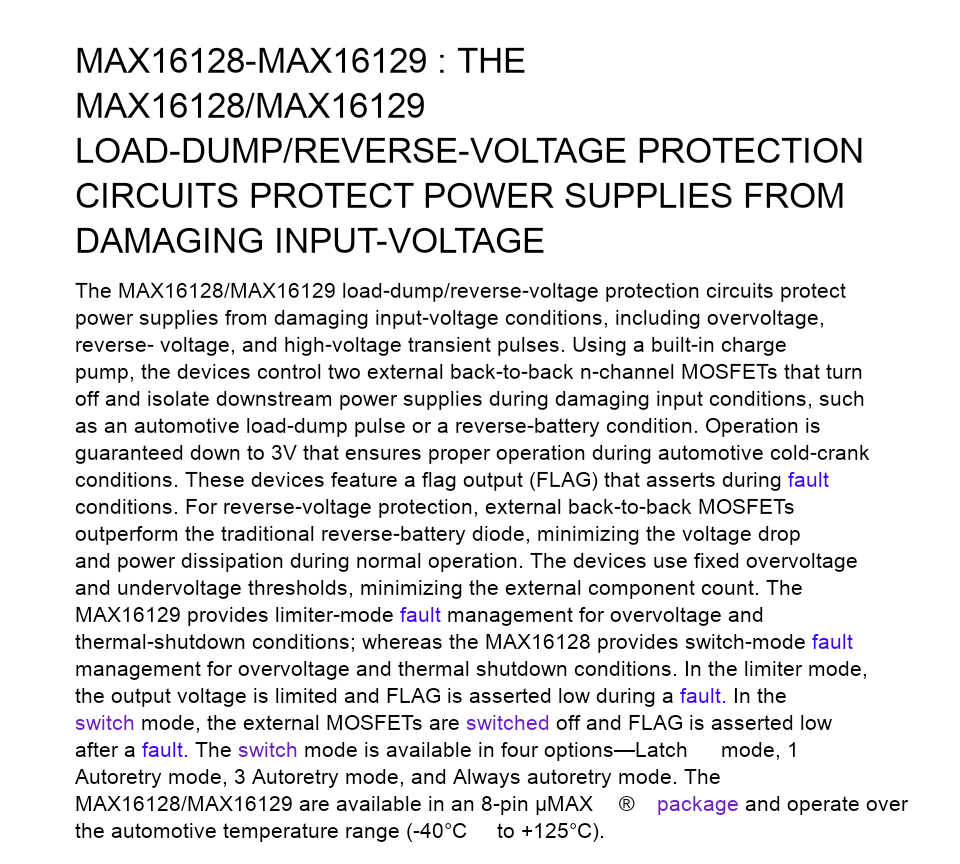 MAX16128-MAX16129 : THE
MAX16128/MAX16129
LOAD-DUMP/REVERSE-VOLTAGE PROTECTION
CIRCUITS PROTECT POWER SUPPLIES FROM
DAMAGING INPUT-VOLTAGE
The MAX16128/MAX16129 load-dump/reverse-voltage protection circuits protect
power supplies from damaging input-voltage conditions, including overvoltage,
reverse- voltage, and high-voltage transient pulses. Using a built-in charge
pump, the devices control two external back-to-back n-channel MOSFETs that turn
off and isolate downstream power supplies during damaging input conditions, such
as an automotive load-dump pulse or a reverse-battery condition. Operation is
guaranteed down to 3V that ensures proper operation during automotive cold-crank
conditions. These devices feature a flag output (FLAG) that asserts during fault
conditions. For reverse-voltage protection, external back-to-back MOSFETs
outperform the traditional reverse-battery diode, minimizing the voltage drop
and power dissipation during normal operation. The devices use fixed overvoltage
and undervoltage thresholds, minimizing the external component count. The
MAX16129 provides limiter-mode fault management for overvoltage and
thermal-shutdown conditions; whereas the MAX16128 provides switch-mode fault
management for overvoltage and thermal shutdown conditions. In the limiter mode,
the output voltage is limited and FLAG is asserted low during a fault. In the
switch mode, the external MOSFETs are switched off and FLAG is asserted low
after a fault. The switch mode is available in four options—Latch mode, 1
Autoretry mode, 3 Autoretry mode, and Always autoretry mode. The
MAX16128/MAX16129 are available in an 8-pin µMAX ® package and operate over
the automotive temperature range (-40°C to +125°C).